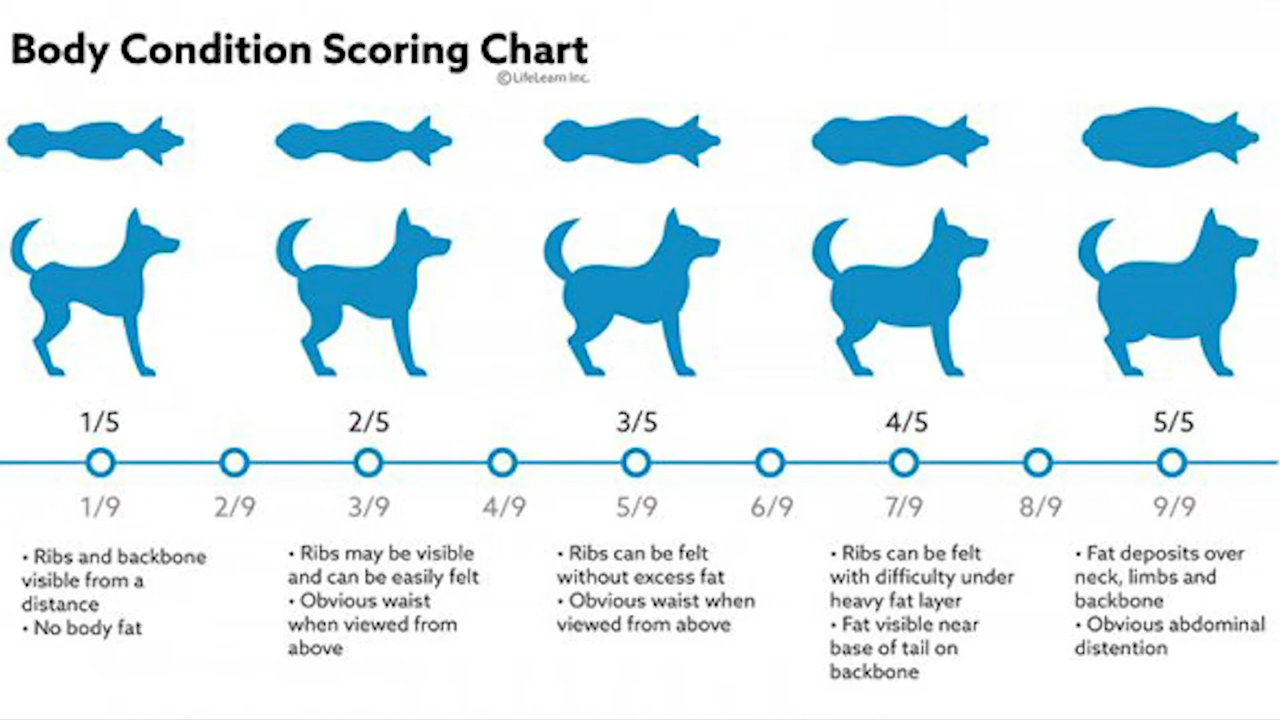 Body Condition Scoring Chart
©LifeLearn Inc.
1/5
2/5
3/5
4/5
5/5
1/9
2/9
3/9
4/9
5/9
6/9
7/9
8/9
9/9
• Ribs and backbone
visible from a
distance
• No body fat
• Ribs may be visible
and can be easily felt
• Obvious waist
when viewed from
above
• Ribs can be felt
without excess fat
• Obvious waist when
viewed from above
• Ribs can be felt
with difficulty under
heavy fat layer
• Fat visible near
base of tail on
backbone
• Fat deposits over
neck, limbs and
backbone
• Obvious abdominal
distention